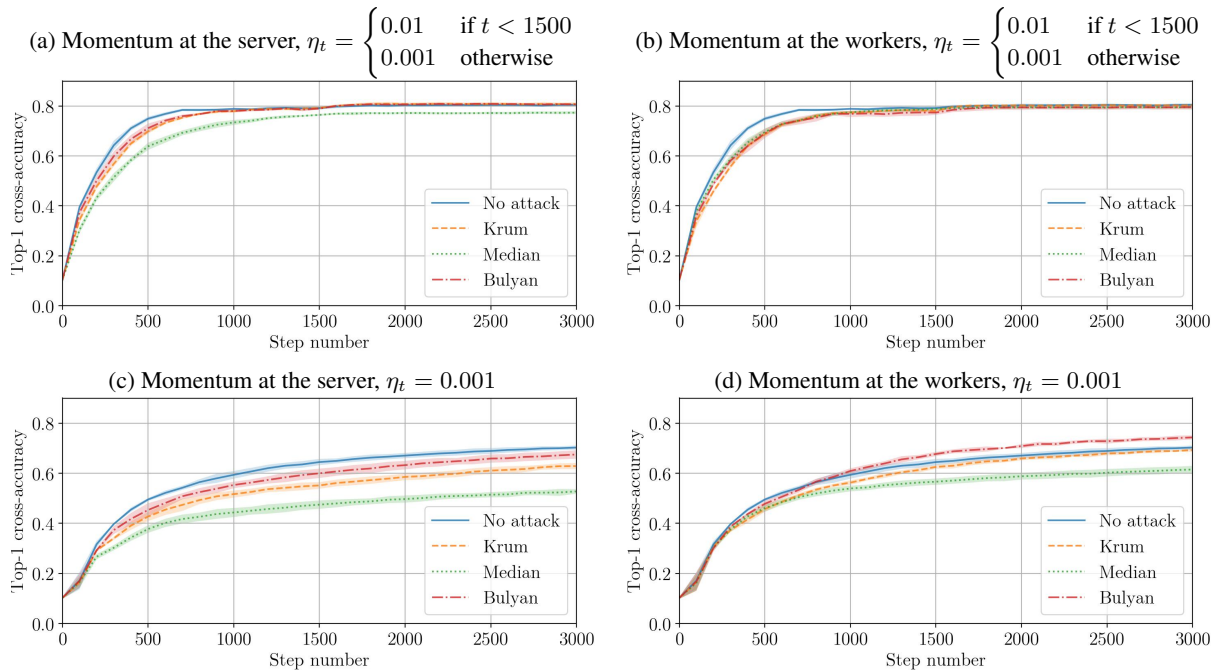 (a) Momentum at the server, η_t = { 0.01 if t < 1500
0.001 otherwise
0.8
0.6
0.4
0.2
0.0
Top-1 cross-accuracy
No attack
Krum
Median
Bulyan
0 500 1000 1500 2000 2500 3000
Step number
(b) Momentum at the workers, η_t = { 0.01 if t < 1500
0.001 otherwise
0.8
0.6
0.4
0.2
0.0
Top-1 cross-accuracy
No attack
Krum
Median
Bulyan
0 500 1000 1500 2000 2500 3000
Step number
(c) Momentum at the server, η_t = 0.001
0.8
0.6
0.4
0.2
0.0
Top-1 cross-accuracy
No attack
Krum
Median
Bulyan
0 500 1000 1500 2000 2500 3000
Step number
(d) Momentum at the workers, η_t = 0.001
0.8
0.6
0.4
0.2
0.0
Top-1 cross-accuracy
No attack
Krum
Median
Bulyan
0 500 1000 1500 2000 2500 3000
Step number